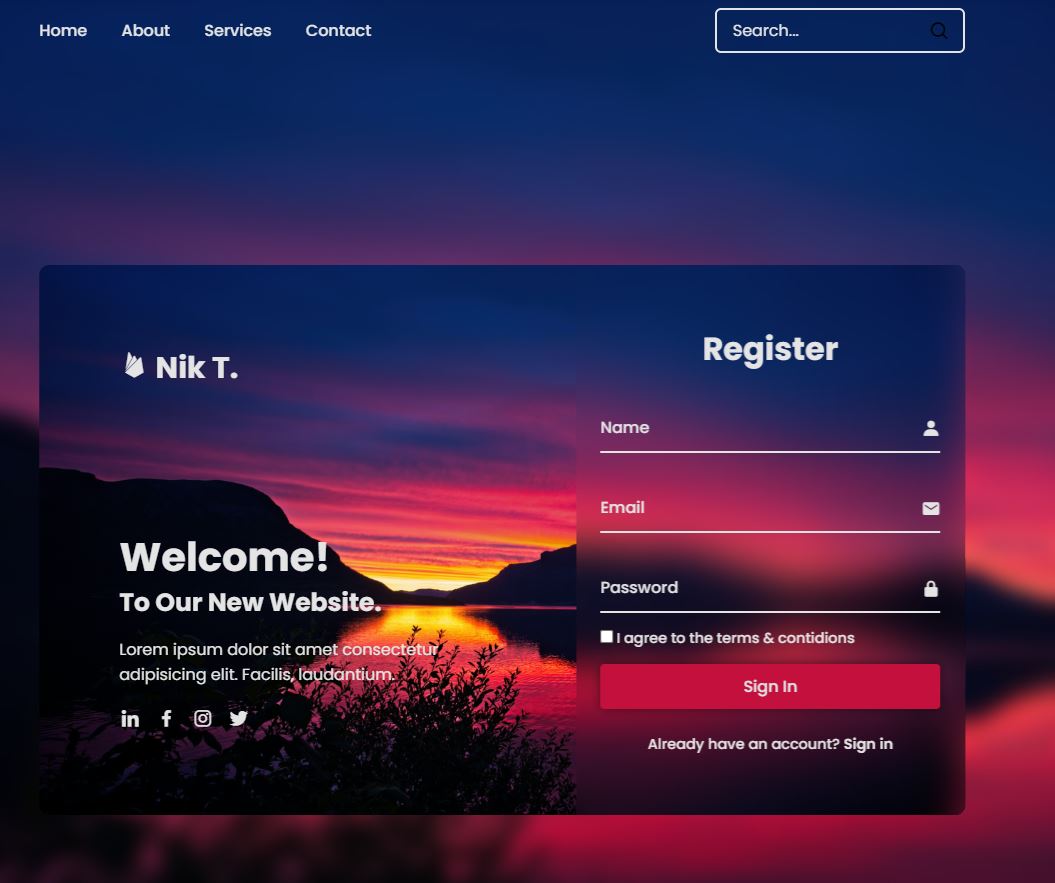 Home About Services Contact
Search...
Nik T.
Welcome!
To Our New Website.
Lorem ipsum dolor sit amet consectetur
adipisicing elit. Facilis, laudantium.
Register
Name
Email
Password
I agree to the terms & contidions
Sign In
Already have an account? Sign in